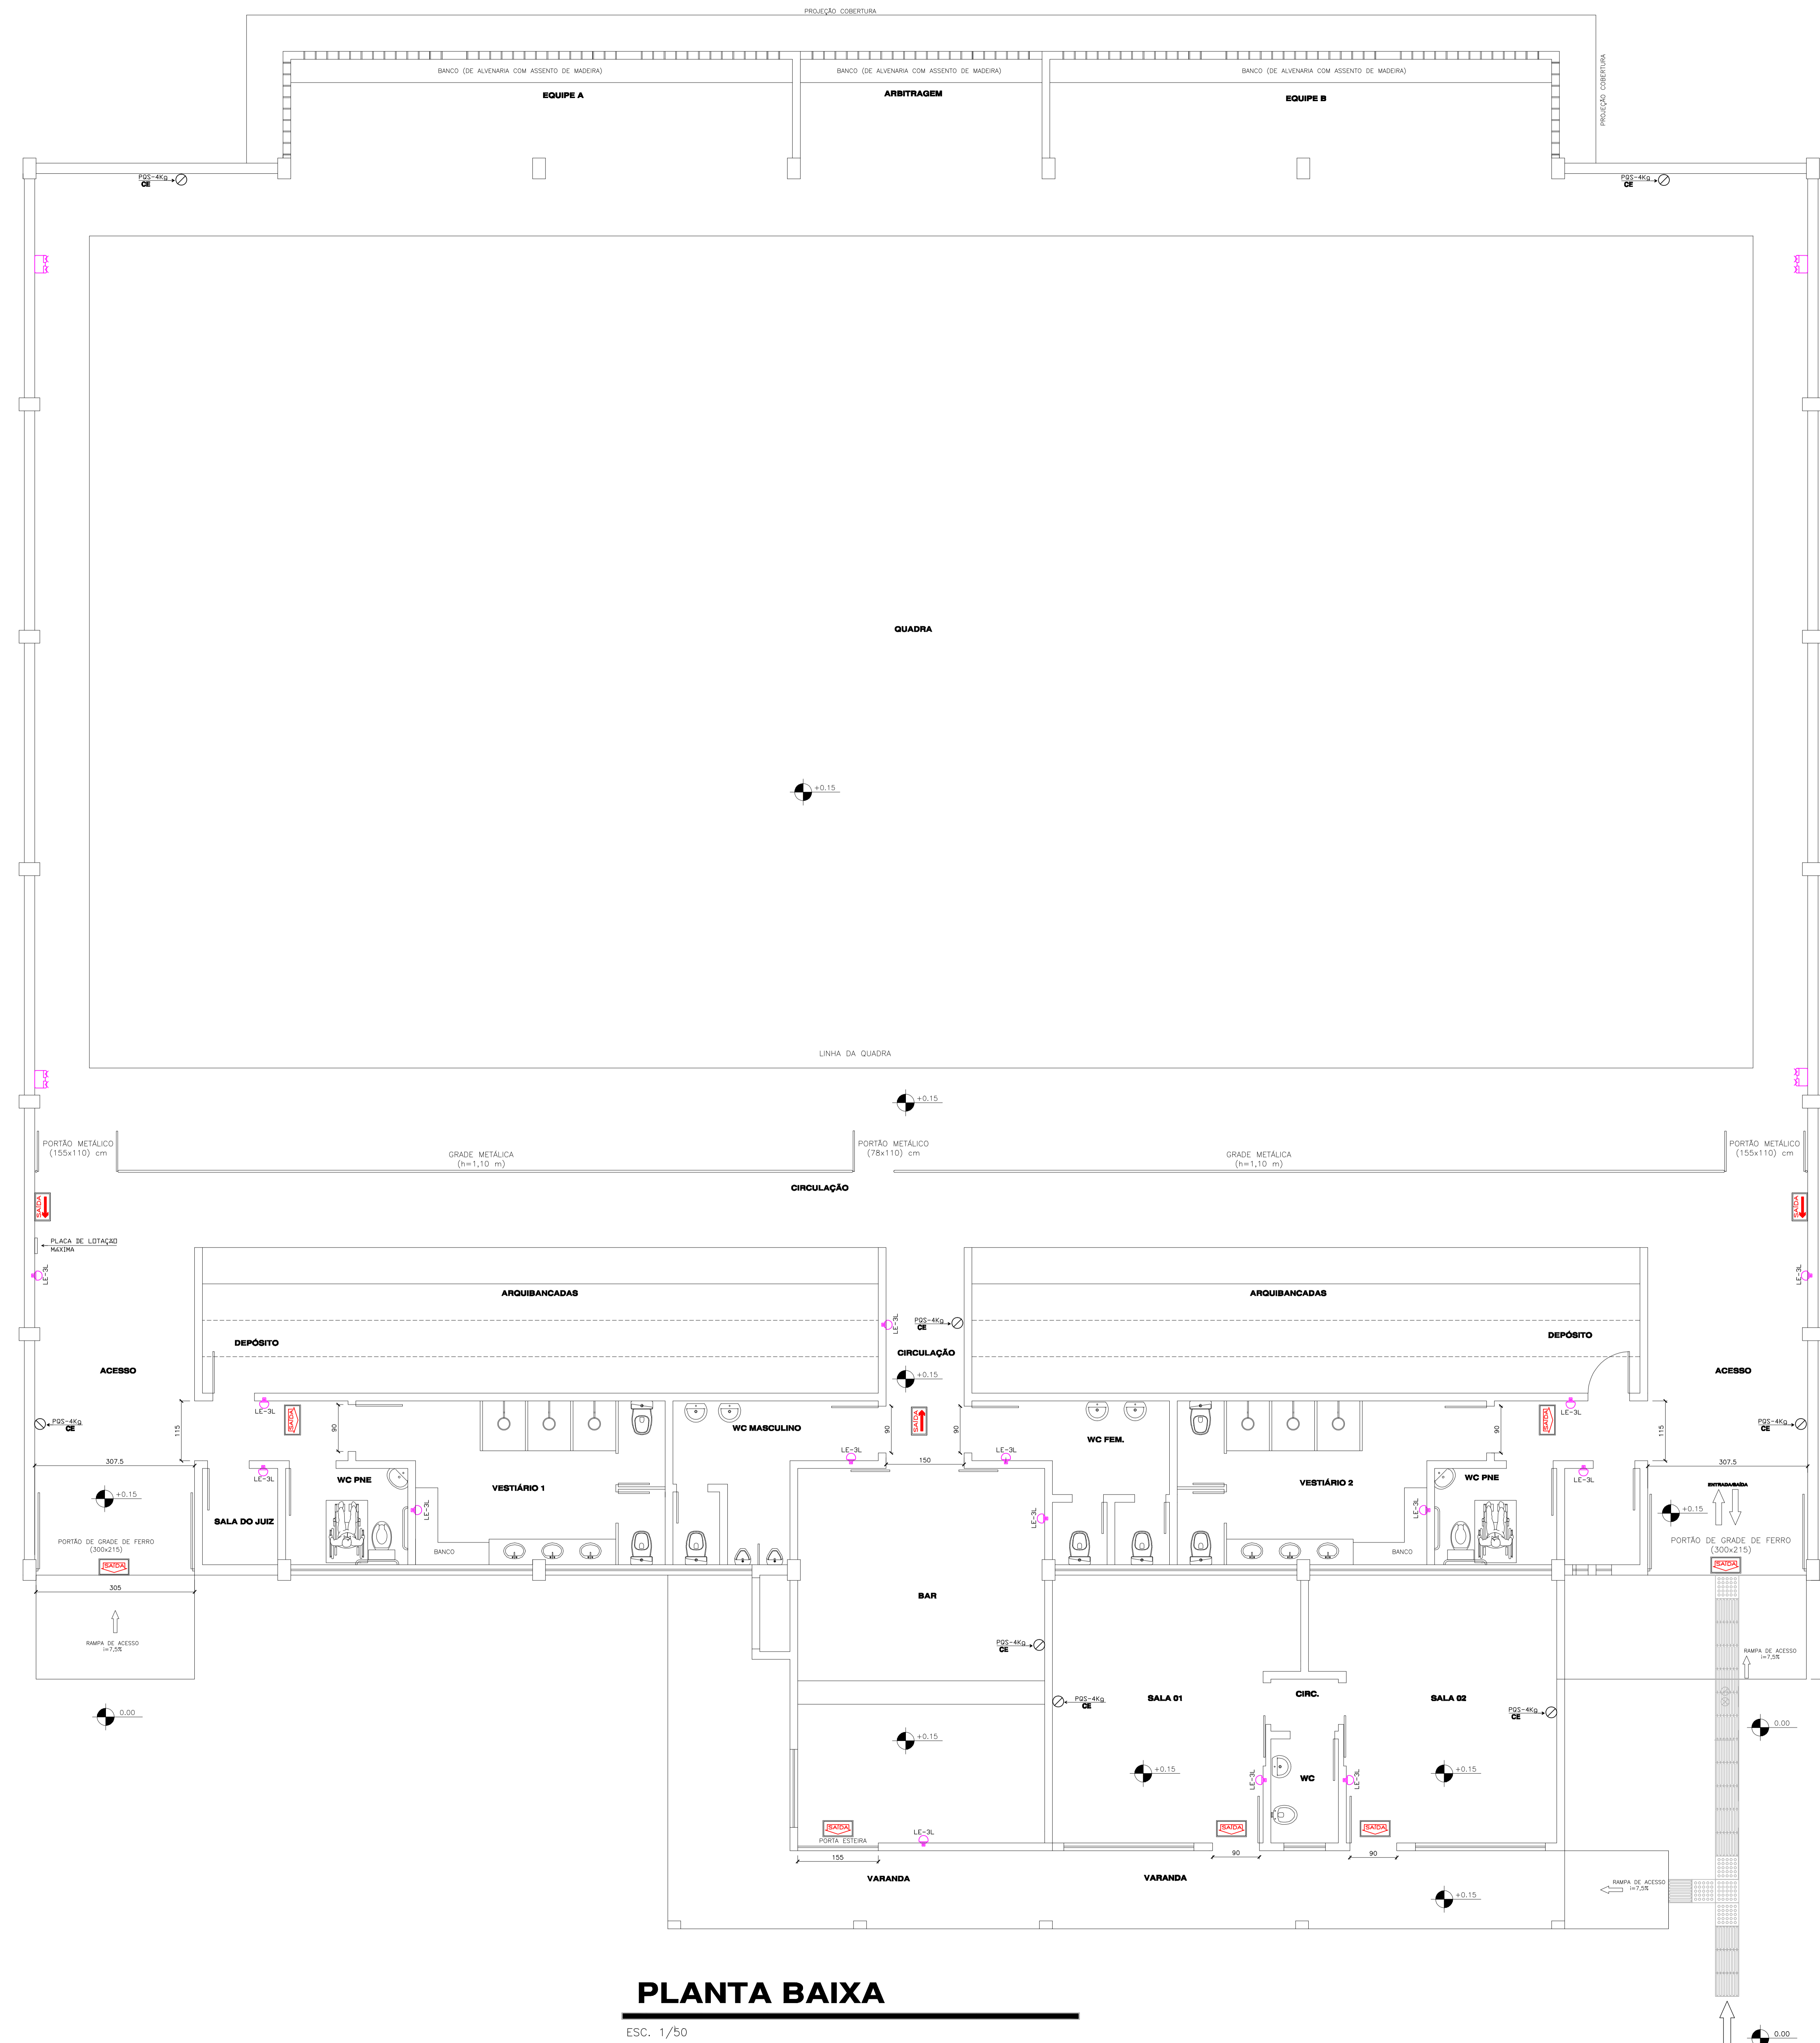 PROJEÇÃO COBERTURA
PROJEÇÃO COBERTURA
BANCO (DE ALVENARIA COM ASSENTO DE MADEIRA)
BANCO (DE ALVENARIA COM ASSENTO DE MADEIRA)
BANCO (DE ALVENARIA COM ASSENTO DE MADEIRA)
EQUIPE A
ARBITRAGEM
EQUIPE B
PQS-4Kg
CE
PQS-4Kg
CE
QUADRA
+0.15
LINHA DA QUADRA
+0.15
PORTÃO METÁLICO
(155x110) cm
GRADE METÁLICA
(h=1,10 m)
PORTÃO METÁLICO
(78x110) cm
GRADE METÁLICA
(h=1,10 m)
PORTÃO METÁLICO
(155x110) cm
CIRCULAÇÃO
SAÍDA
SAÍDA
PLACA DE LOTAÇÃO
MÁXIMA
LE-3L
LE-3L
ARQUIBANCADAS
ARQUIBANCADAS
LE-3L
PQS-4Kg
CE
DEPÓSITO
DEPÓSITO
CIRCULAÇÃO
+0.15
ACESSO
ACESSO
PQS-4Kg
CE
PQS-4Kg
CE
115
LE-3L
SAÍDA
90
WC MASCULINO
90
SAÍDA
90
WC FEM.
90
SAÍDA
LE-3L
115
307.5
LE-3L
WC PNE
LE-3L
150
LE-3L
WC PNE
LE-3L
307.5
VESTIÁRIO 1
VESTIÁRIO 2
ENTRADA/SAÍDA
+0.15
SALA DO JUIZ
LE-3L
LE-3L
LE-3L
+0.15
PORTÃO DE GRADE DE FERRO
(300x215)
BANCO
BANCO
PORTÃO DE GRADE DE FERRO
(300x215)
SAÍDA
SAÍDA
305
BAR
RAMPA DE ACESSO
i=7,5%
PQS-4Kg
CE
RAMPA DE ACESSO
i=7,5%
0.00
PQS-4Kg
CE
SALA 01
CIRC.
SALA 02
PQS-4Kg
CE
0.00
+0.15
+0.15
LE-3L
WC
LE-3L
+0.15
SAÍDA
PORTA ESTEIRA
LE-3L
SAÍDA
SAÍDA
155
90
90
VARANDA
VARANDA
+0.15
RAMPA DE ACESSO
i=7,5%
PLANTA BAIXA
ESC. 1/50
0.00